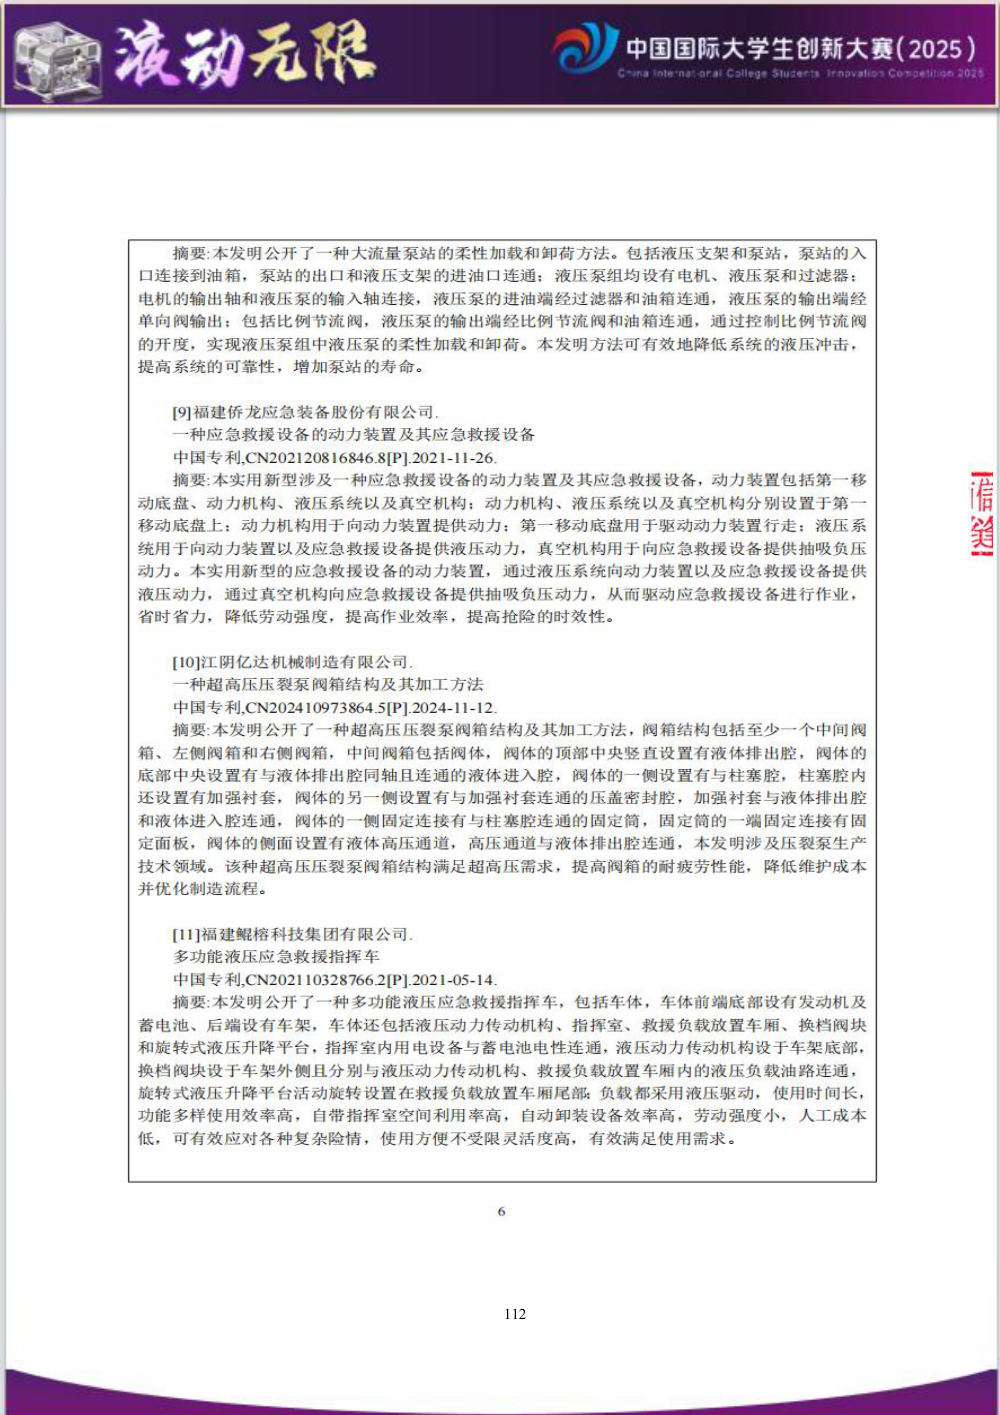 液动无限
中国国际大学生创新大赛(2025)
China International College Students Innovation Competition 2025
摘要:本发明公开了一种大流量泵站的柔性加载和卸荷方法。包括液压支架和泵站，泵站的入
口连接到油箱，泵站的出口和液压支架的进油口连通；液压泵组均设有电机、液压泵和过滤器；
电机的输出轴和液压泵的输入轴连接，液压泵的进油端经过滤器和油箱连通，液压泵的输出端经
单向阀输出；包括比例节流阀，液压泵的输出端经比例节流阀和油箱连通，通过控制比例节流阀
的开度，实现液压泵组中液压泵的柔性加载和卸荷。本发明方法可有效地降低系统的液压冲击，
提高系统的可靠性，增加泵站的寿命。
[9]福建侨龙应急装备股份有限公司.
一种应急救援设备的动力装置及其应急救援设备
中国专利,CN202120816846.8[P].2021-11-26.
摘要:本实用新型涉及一种应急救援设备的动力装置及其应急救援设备，动力装置包括第一移
动底盘、动力机构、液压系统以及真空机构；动力机构、液压系统以及真空机构分别设置于第一
移动底盘上；动力机构用于向动力装置提供动力；第一移动底盘用于驱动动力装置行走；液压系
统用于向动力装置以及应急救援设备提供液压动力，真空机构用于向应急救援设备提供抽吸负压
动力。本实用新型的应急救援设备的动力装置，通过液压系统向动力装置以及应急救援设备提供
液压动力，通过真空机构向应急救援设备提供抽吸负压动力，从而驱动应急救援设备进行作业，
省时省力，降低劳动强度，提高作业效率，提高抢险的时效性。
[10]江阴亿达机械制造有限公司.
一种超高压压裂泵阀箱结构及其加工方法
中国专利,CN202410973864.5[P].2024-11-12.
摘要:本发明公开了一种超高压压裂泵阀箱结构及其加工方法，阀箱结构包括至少一个中间阀
箱、左侧阀箱和右侧阀箱，中间阀箱包括阀体，阀体的顶部中央竖直设置有液体排出腔，阀体的
底部中央设置有与液体排出腔同轴且连通的液体进入腔，阀体的一侧设置有与柱塞腔，柱塞腔内
还设置有加强衬套，阀体的另一侧设置有与加强衬套连通的压盖密封腔，加强衬套与液体排出腔
和液体进入腔连通，阀体的一侧固定连接有与柱塞腔连通的固定筒，固定筒的一端固定连接有固
定面板，阀体的侧面设置有液体高压通道，高压通道与液体排出腔连通，本发明涉及压裂泵生产
技术领域。该种超高压压裂泵阀箱结构满足超高压需求，提高阀箱的耐疲劳性能，降低维护成本
并优化制造流程。
[11]福建鲲榕科技集团有限公司.
多功能液压应急救援指挥车
中国专利,CN202110328766.2[P].2021-05-14.
摘要:本发明公开了一种多功能液压应急救援指挥车，包括车体，车体前端底部设有发动机及
蓄电池、后端设有车架，车体还包括液压动力传动机构、指挥室、救援负载放置车厢、换档阀块
和旋转式液压升降平台，指挥室内用电设备与蓄电池电性连通，液压动力传动机构设于车架底部，
换档阀块设于车架外侧且分别与液压动力传动机构、救援负载放置车厢内的液压负载油路连通，
旋转式液压升降平台活动旋转设置在救援负载放置车厢尾部；负载都采用液压驱动，使用时间长，
功能多样使用效率高，自带指挥室空间利用率高，自动卸装设备效率高，劳动强度小，人工成本
低，可有效应对各种复杂险情，使用方便不受限灵活度高，有效满足使用需求。
6
112